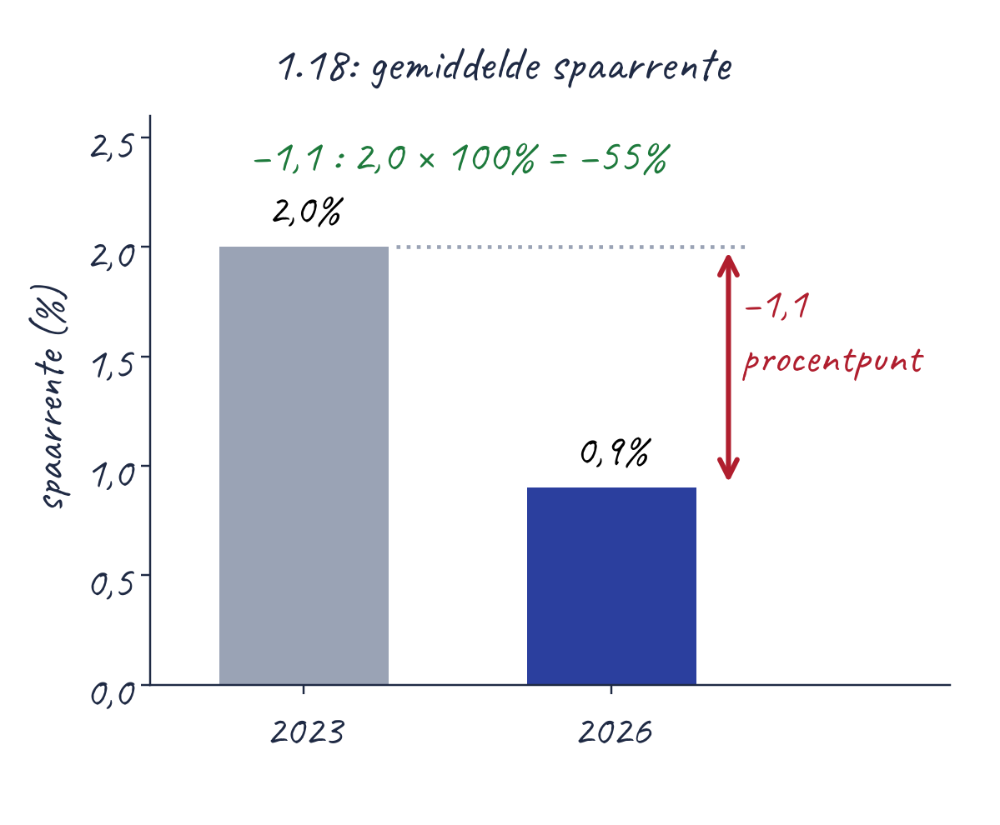 1.18: gemiddelde spaarrente
2,5
−1,1 : 2,0 × 100% = −55%
2,0%
2,0
−1,1
procentpunt
spaarrente (%)
1,5
0,9%
1,0
0,5
0,0
2023
2026